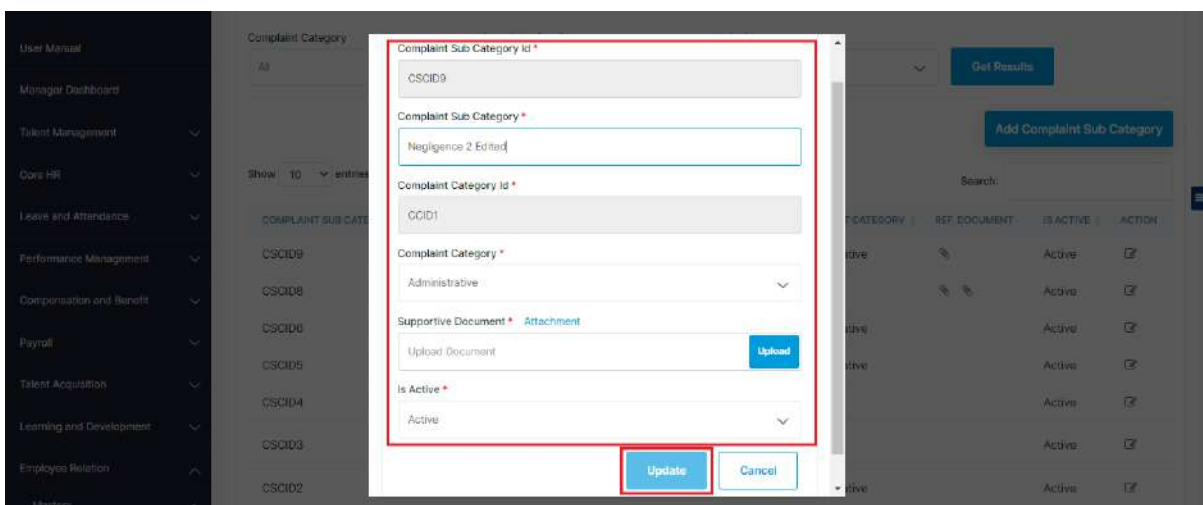 User Manual
Manager Dashboard
Talent Management
Core HR
Leave and Attendance
Performance Management
Compensation and Benefit
Payroll
Talent Acquisition
Learning and Development
Employee Relation
Complaint Category
All
Get Results
Add Complaint Sub Category
Show 10 entries
Search:
COMPLAINT SUB CATE
T CATEGORY
REF. DOCUMENT
IS ACTIVE
ACTION
CSCID9 ative Active
CSCID8 Active
CSCID6 ative Active
CSCID5 ative Active
CSCID4 Active
CSCID3 Active
CSCID2 ative Active
Complaint Sub Category Id *
CSCID9
Complaint Sub Category *
Negligence 2 Edited
Complaint Category Id *
CCID1
Complaint Category *
Administrative
Supportive Document * Attachment
Upload Document
Upload
Is Active *
Active
Update
Cancel